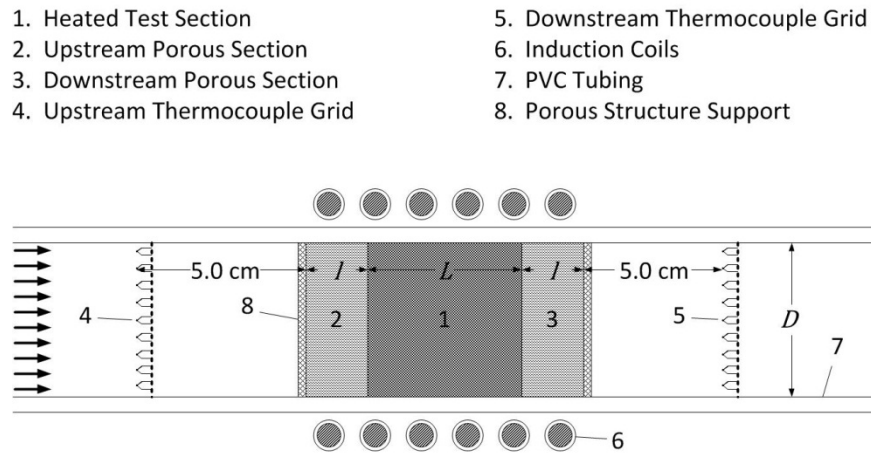 1. Heated Test Section
2. Upstream Porous Section
3. Downstream Porous Section
4. Upstream Thermocouple Grid
5. Downstream Thermocouple Grid
6. Induction Coils
7. PVC Tubing
8. Porous Structure Support
5.0 cm l L l 5.0 cm
4 8 2 1 3 5 D
7
6